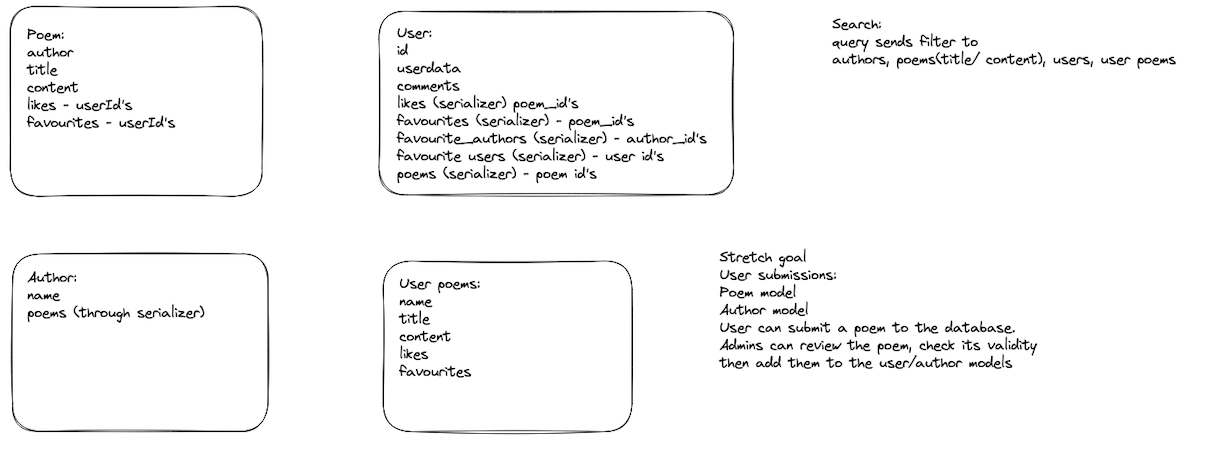 Poem:
author
title
content
likes - userId's
favourites - userId's
User:
id
userdata
comments
likes (serializer) poem_id's
favourites (serializer) - poem_id's
favourite_authors (serializer) - author_id's
favourite users (serializer) - user id's
poems (serializer) - poem id's
Search:
query sends filter to
authors, poems(title/ content), users, user poems
Author:
name
poems (through serializer)
User poems:
name
title
content
likes
favourites
Stretch goal
User submissions:
Poem model
Author model
User can submit a poem to the database.
Admins can review the poem, check its validity
then add them to the user/author models